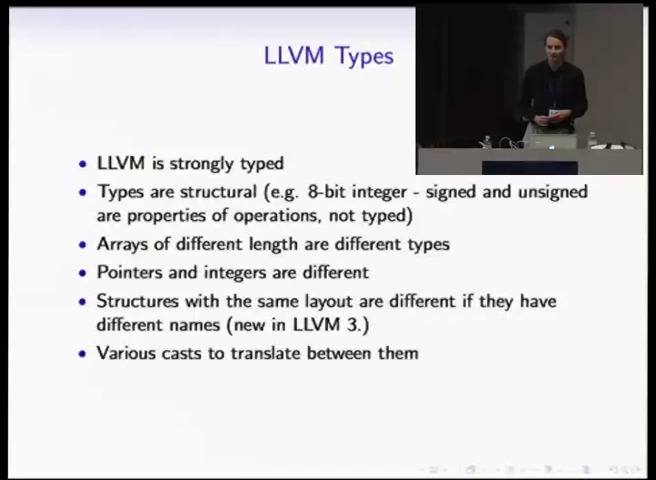 LLVM Types
• LLVM is strongly typed
• Types are structural (e.g. 8-bit integer - signed and unsigned
are properties of operations, not typed)
• Arrays of different length are different types
• Pointers and integers are different
• Structures with the same layout are different if they have
different names (new in LLVM 3.)
• Various casts to translate between them